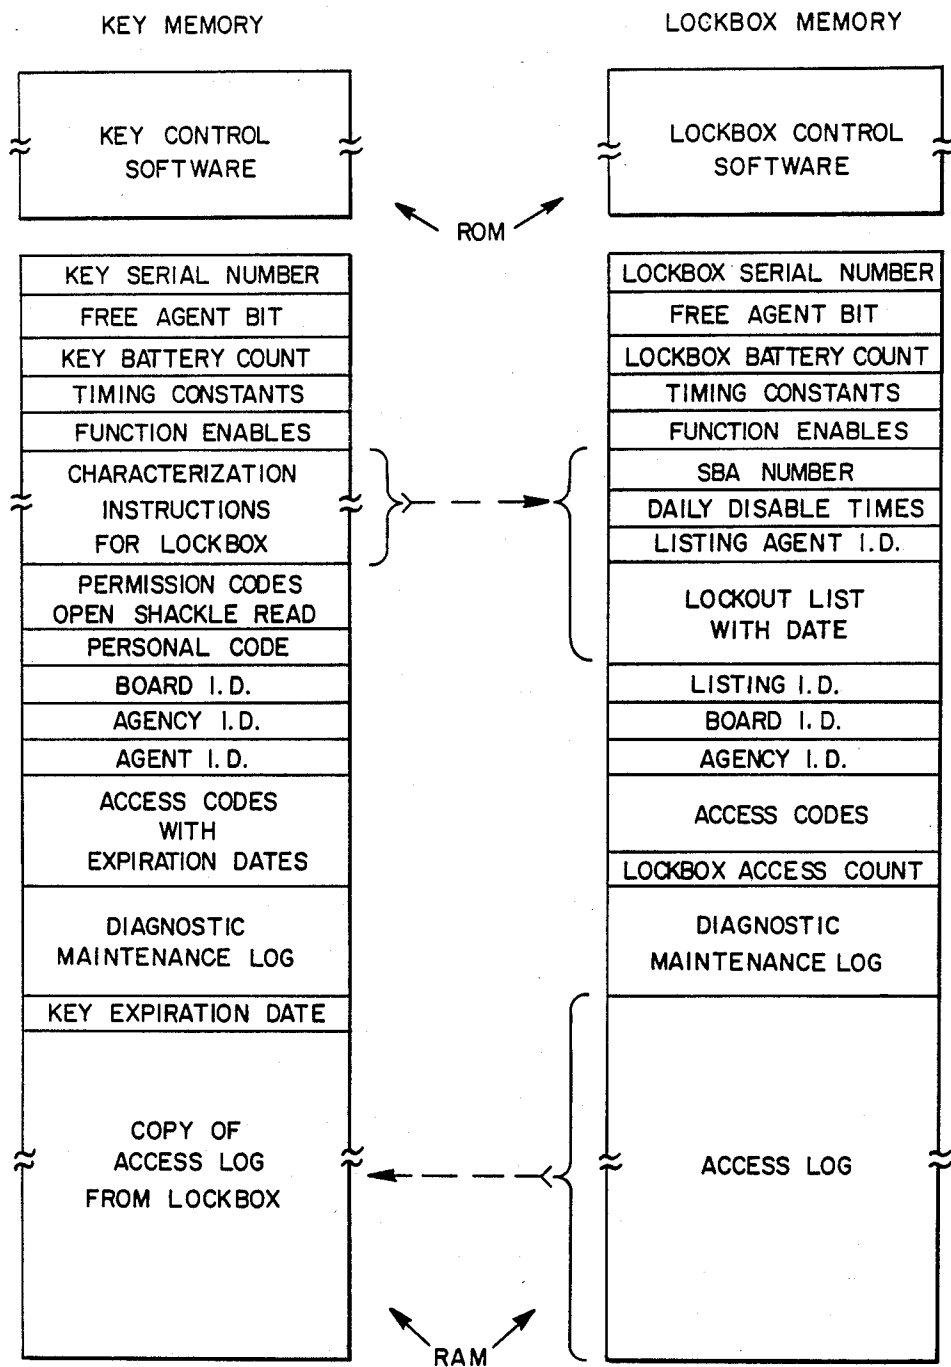 KEY MEMORY
KEY CONTROL
SOFTWARE
KEY SERIAL NUMBER
FREE AGENT BIT
KEY BATTERY COUNT
TIMING CONSTANTS
FUNCTION ENABLES
CHARACTERIZATION
INSTRUCTIONS
FOR LOCKBOX
PERMISSION CODES
OPEN SHACKLE READ
PERSONAL CODE
BOARD I.D.
AGENCY I.D.
AGENT I.D.
ACCESS CODES
WITH
EXPIRATION DATES
DIAGNOSTIC
MAINTENANCE LOG
KEY EXPIRATION DATE
COPY OF
ACCESS LOG
FROM LOCKBOX
ROM
RAM
LOCKBOX MEMORY
LOCKBOX CONTROL
SOFTWARE
LOCKBOX SERIAL NUMBER
FREE AGENT BIT
LOCKBOX BATTERY COUNT
TIMING CONSTANTS
FUNCTION ENABLES
SBA NUMBER
DAILY DISABLE TIMES
LISTING AGENT I.D.
LOCKOUT LIST
WITH DATE
LISTING I.D.
BOARD I.D.
AGENCY I.D.
ACCESS CODES
LOCKBOX ACCESS COUNT
DIAGNOSTIC
MAINTENANCE LOG
ACCESS LOG